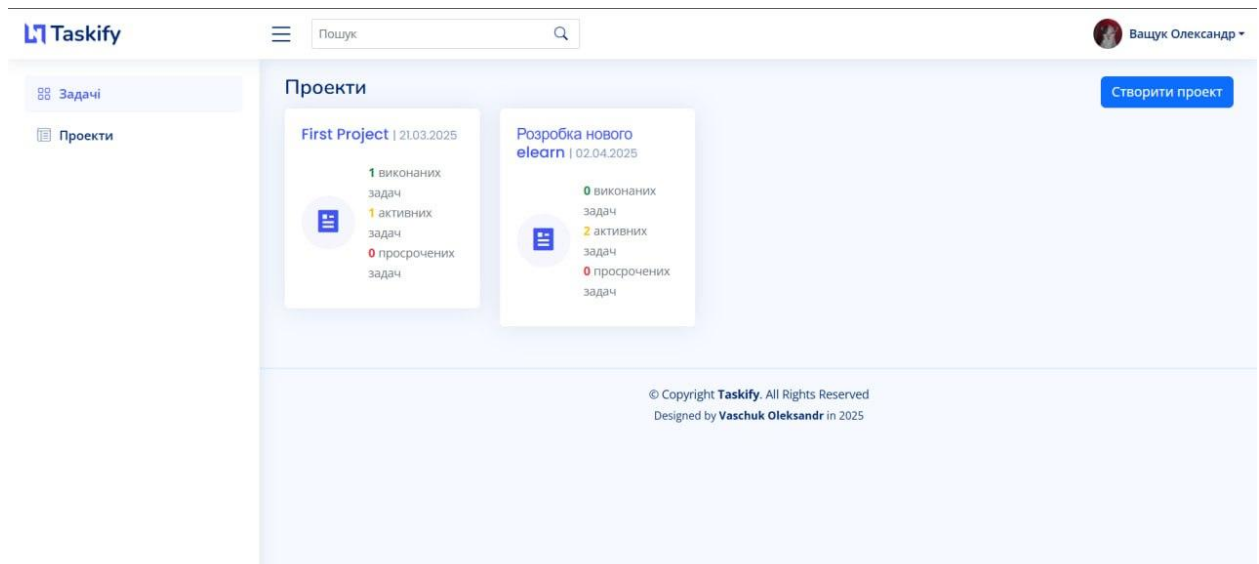 Taskify
Пошук
Ващук Олександр
Задачі
Проекти
Проекти
Створити проект
First Project | 21.03.2025
1 виконаних
задач
1 активних
задач
0 просрочених
задач
Розробка нового
elearn | 02.04.2025
0 виконаних
задач
2 активних
задач
0 просрочених
задач
© Copyright Taskify. All Rights Reserved
Designed by Vaschuk Oleksandr in 2025